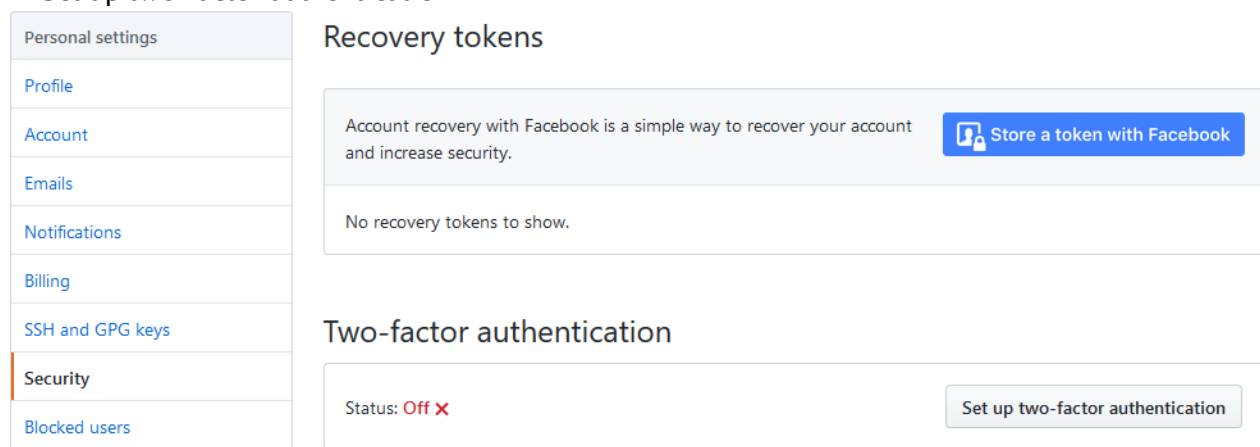 Personal settings
Profile
Account
Emails
Notifications
Billing
SSH and GPG keys
Security
Blocked users
Recovery tokens
Account recovery with Facebook is a simple way to recover your account
and increase security.
Store a token with Facebook
No recovery tokens to show.
Two-factor authentication
Status: Off
Set up two-factor authentication